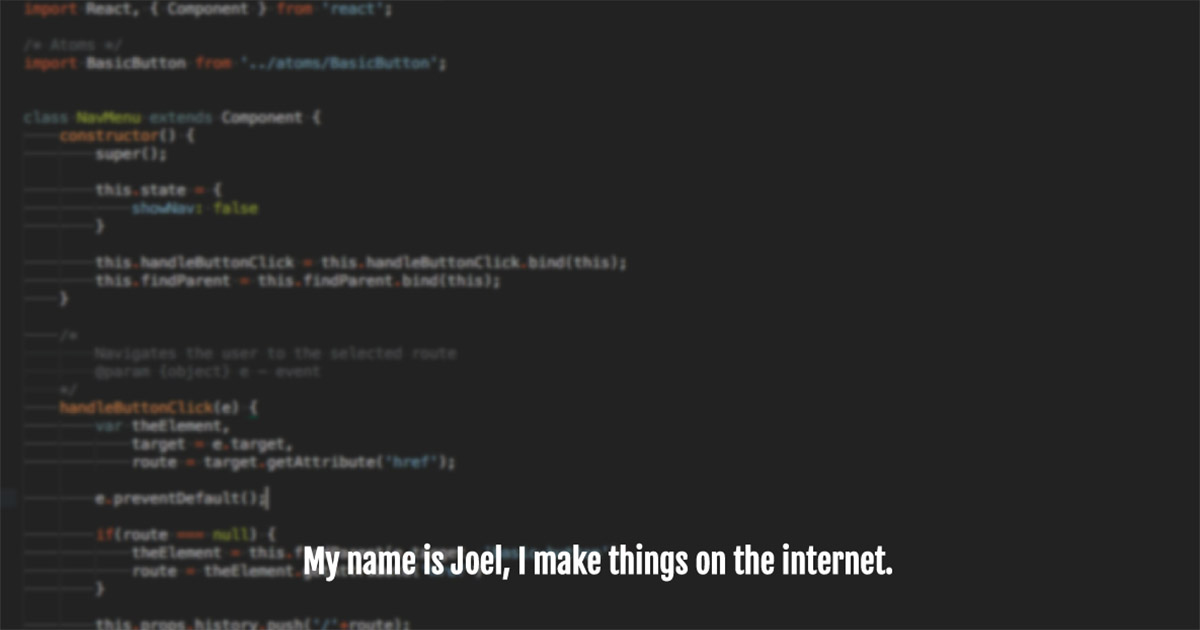 import React, { Component } from 'react';
/* Atoms */
import BasicButton from '../atoms/BasicButton';
class NavMenu extends Component {
constructor() {
super();
this.state = {
showNav: false
}
this.handleButtonClick = this.handleButtonClick.bind(this);
this.findParent = this.findParent.bind(this);
}
/*
Navigates the user to the selected route
@param {object} e - event
*/
handleButtonClick(e) {
var theElement,
target = e.target,
route = target.getAttribute('href');
e.preventDefault();
if(route === null) {
theElement = this.
My name is Joel, I make things on the internet.
route = theElement.
}
this.props.history.push('/'+route);